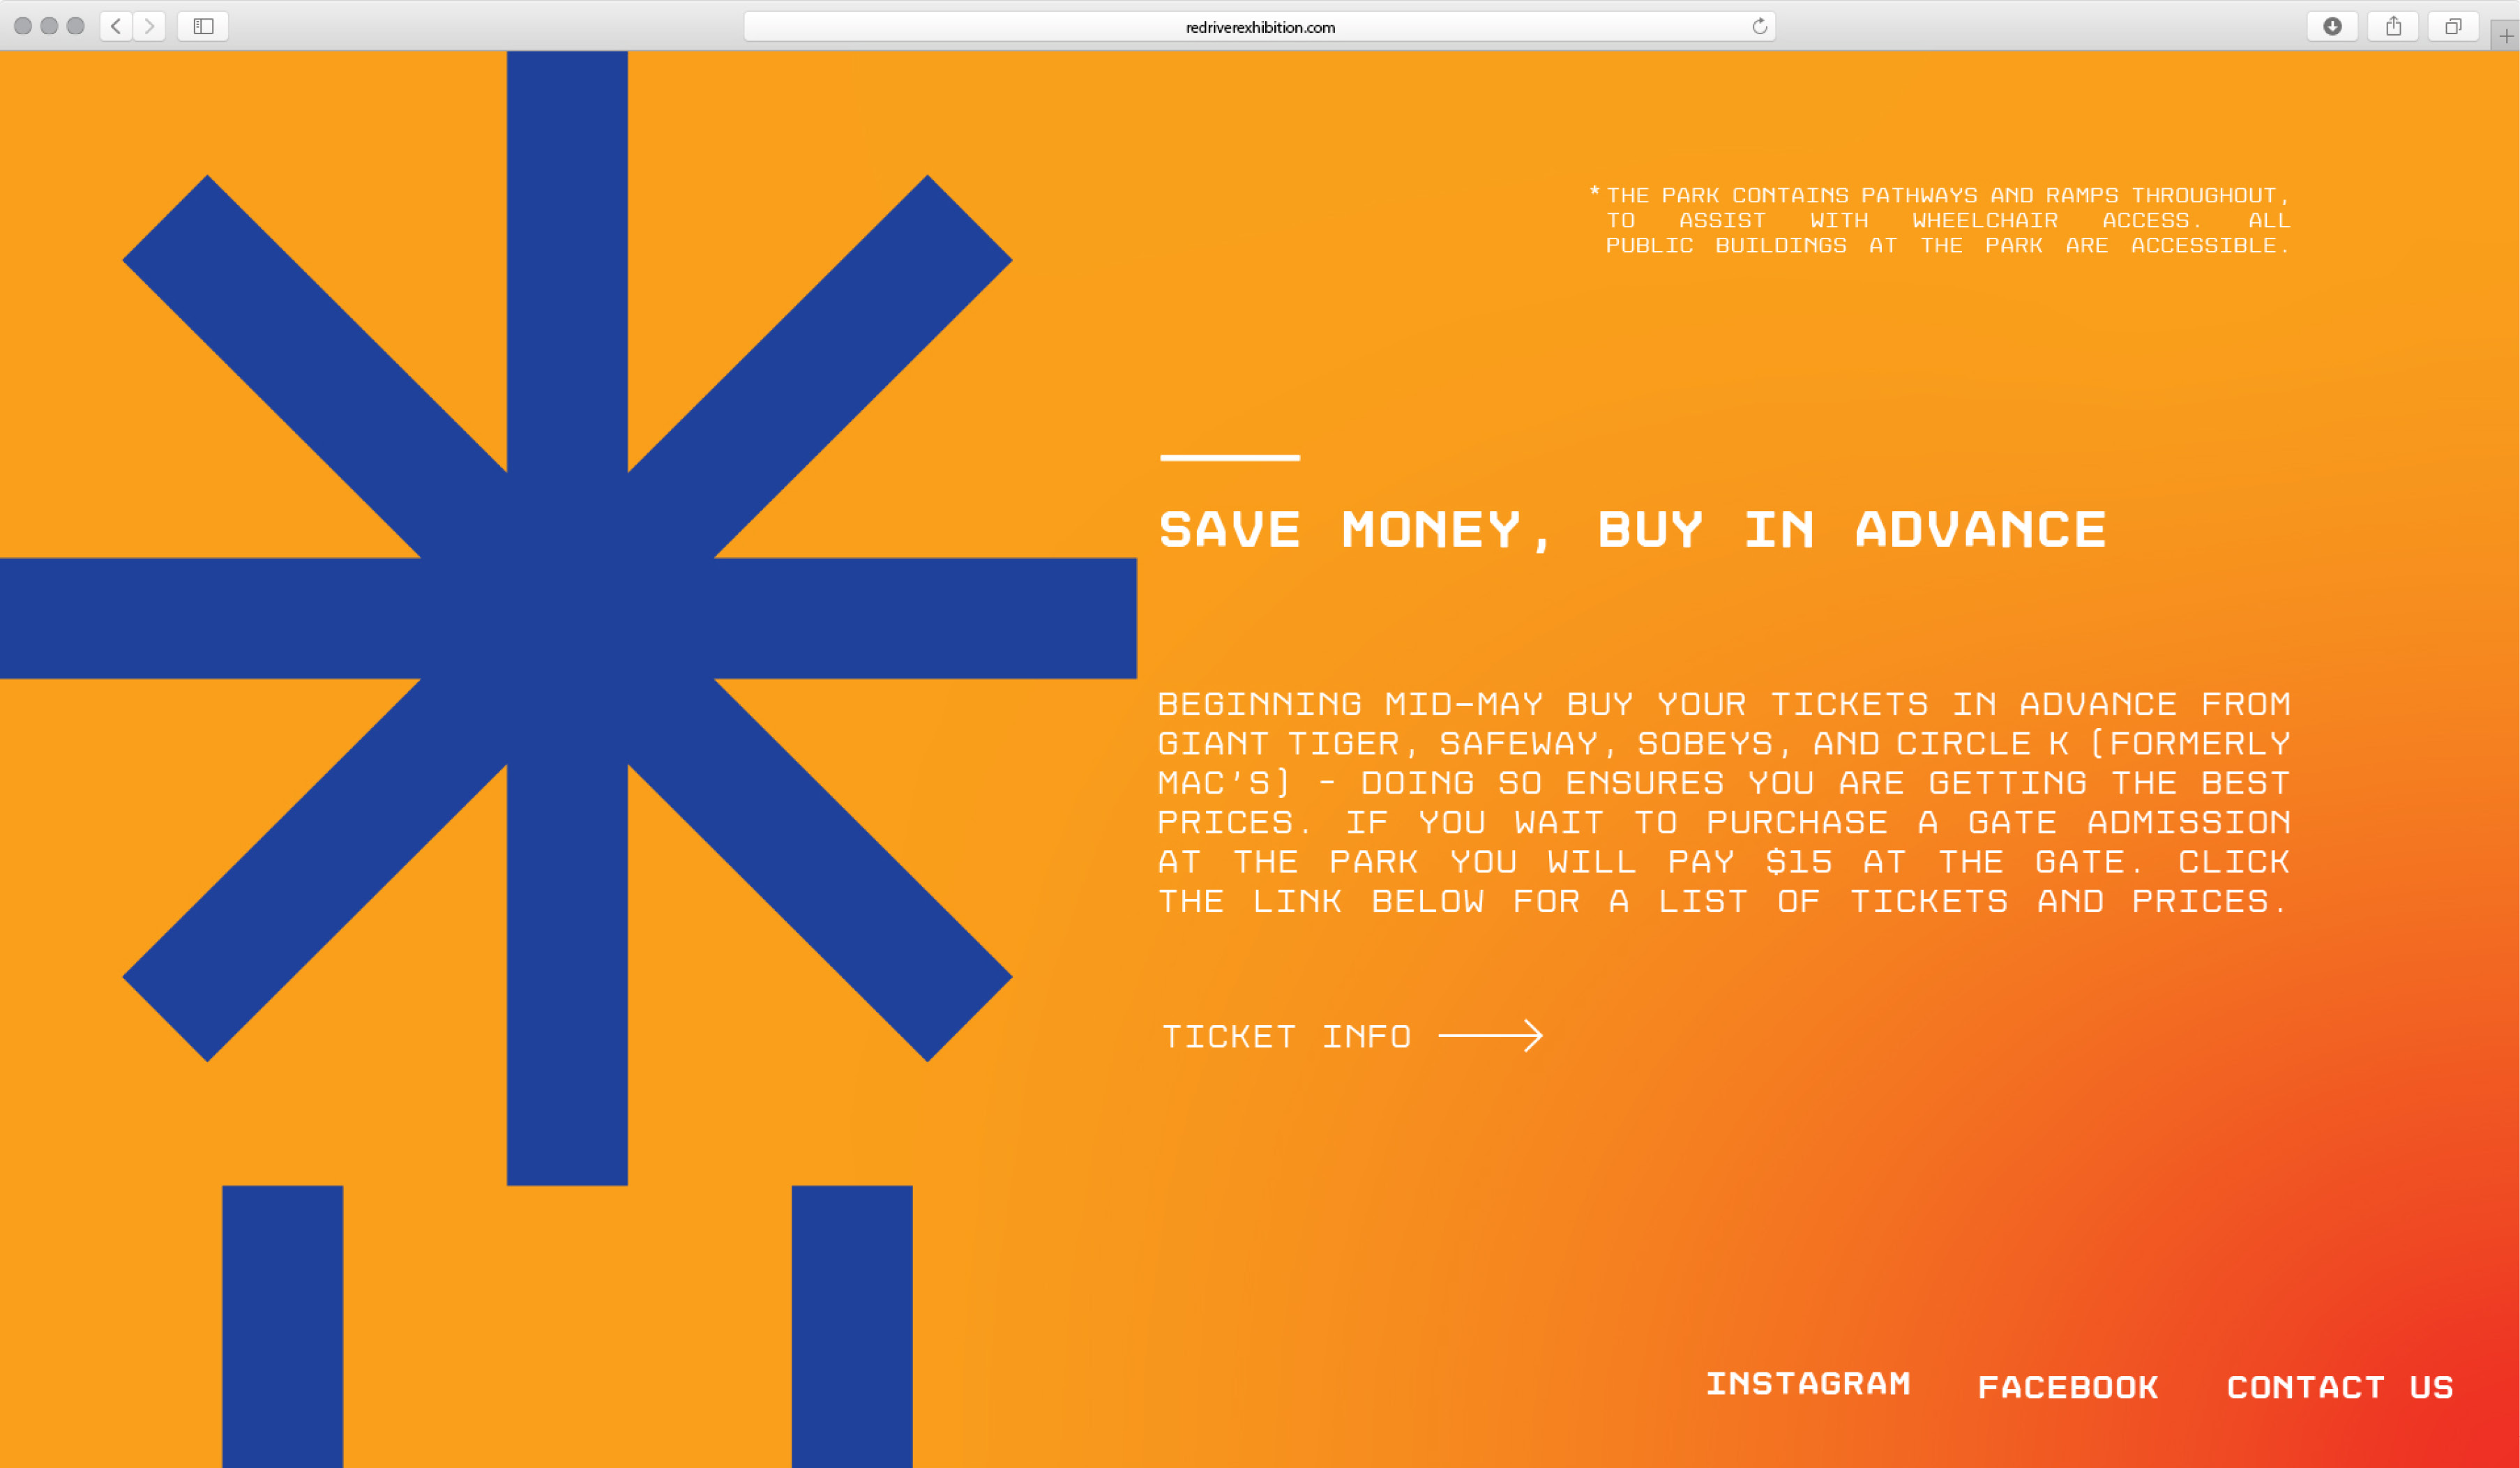 redriverexhibition.com
*THE PARK CONTAINS PATHWAYS AND RAMPS THROUGHOUT,
TO ASSIST WITH WHEELCHAIR ACCESS. ALL
PUBLIC BUILDINGS AT THE PARK ARE ACCESSIBLE.
SAVE MONEY, BUY IN ADVANCE
BEGINNING MID-MAY BUY YOUR TICKETS IN ADVANCE FROM
GIANT TIGER, SAFEWAY, SOBEYS, AND CIRCLE K (FORMERLY
MAC'S) - DOING SO ENSURES YOU ARE GETTING THE BEST
PRICES. IF YOU WAIT TO PURCHASE A GATE ADMISSION
AT THE PARK YOU WILL PAY $15 AT THE GATE. CLICK
THE LINK BELOW FOR A LIST OF TICKETS AND PRICES.
TICKET INFO
INSTAGRAM FACEBOOK CONTACT US